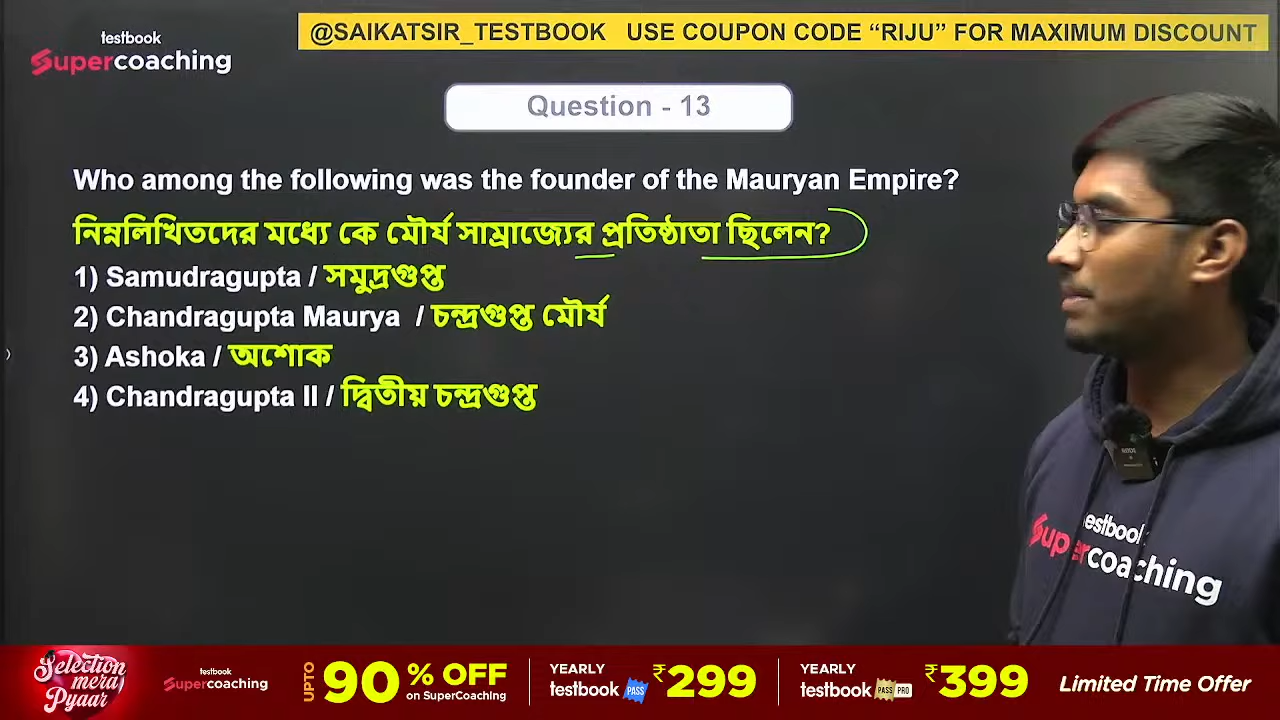 @SAIKATSIR_TESTBOOK USE COUPON CODE “RIJU” FOR MAXIMUM DISCOUNT
testbook
Supercoaching
Question - 13
Who among the following was the founder of the Mauryan Empire?
নিম্নলিখিতদের মধ্যে কে মৌর্য সাম্রাজ্যের প্রতিষ্ঠাতা ছিলেন?
1) Samudragupta / সমুদ্রগুপ্ত
2) Chandragupta Maurya / চন্দ্রগুপ্ত মৌর্য
3) Ashoka / অশোক
4) Chandragupta II / দ্বিতীয় চন্দ্রগুপ্ত
testbook
Supercoaching
Selection mera Pyaar
testbook
Supercoaching
UPTO 90% OFF on SuperCoaching
YEARLY testbook PASS ₹299
YEARLY testbook PASS PRO ₹399
Limited Time Offer